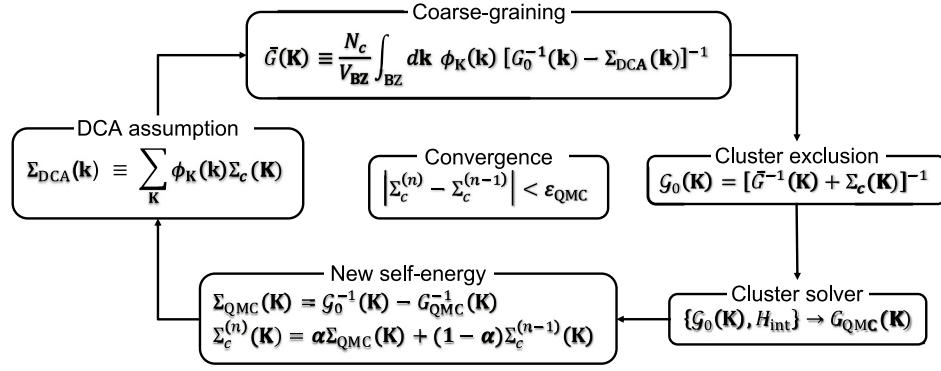 Coarse-graining
Ḡ(𝐊) ≡ N_c/V_BZ ∫_BZ d𝐤 ϕ_𝐊(𝐤) [G_0^{-1}(𝐤) − Σ_DCA(𝐤)]^{-1}
DCA assumption
Σ_DCA(𝐤) ≡ ∑_𝐊 ϕ_𝐊(𝐤)Σ_c(𝐊)
Convergence
|Σ_c^{(n)} − Σ_c^{(n−1)}| < ε_QMC
Cluster exclusion
𝒢_0(𝐊) = [Ḡ^{-1}(𝐊) + Σ_c(𝐊)]^{-1}
New self-energy
Σ_QMC(𝐊) = 𝒢_0^{-1}(𝐊) − G_QMC^{-1}(𝐊)
Σ_c^{(n)}(𝐊) = αΣ_QMC(𝐊) + (1 − α)Σ_c^{(n−1)}(𝐊)
Cluster solver
{𝒢_0(𝐊), H_int} → G_QMC(𝐊)